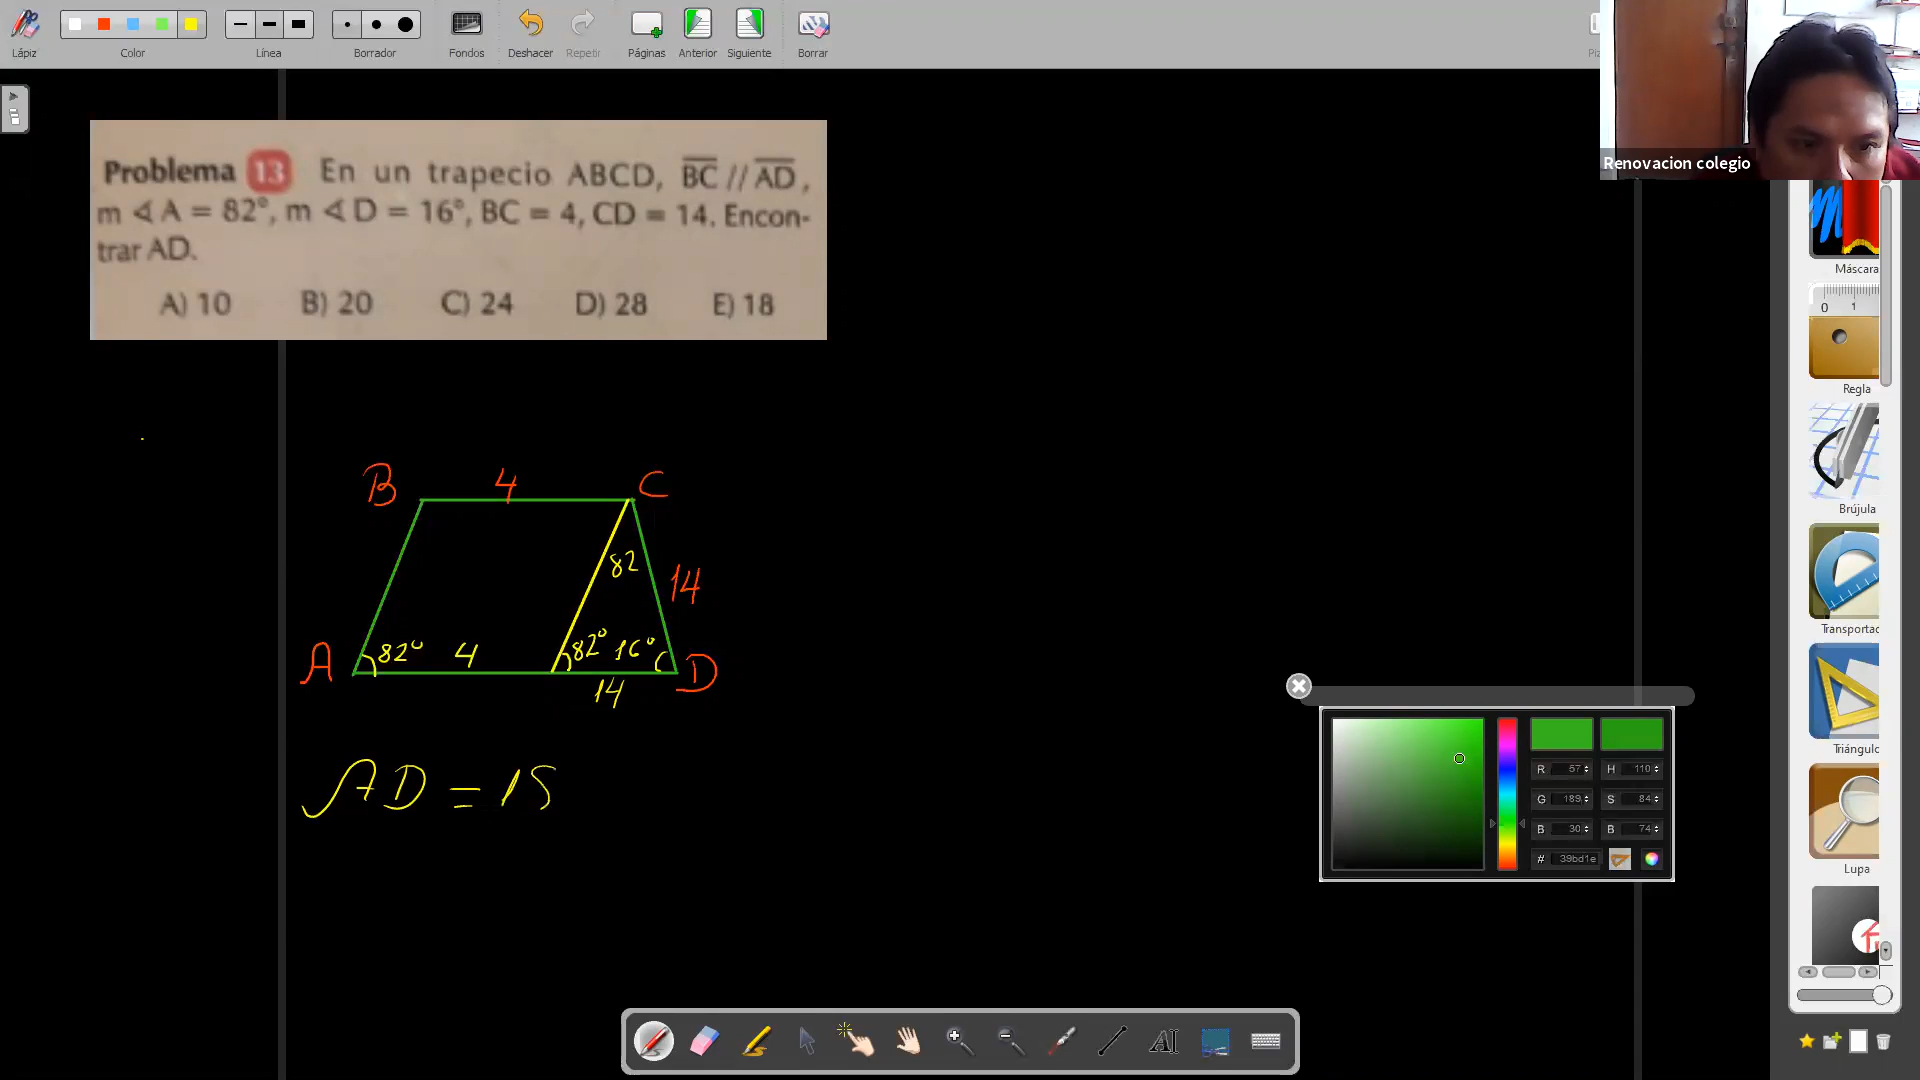 Lápiz
Color
Línea
Borrador
Fondos
Deshacer
Repetir
Páginas
Anterior
Siguiente
Borrar
Renovacion colegio
Problema 13 En un trapecio ABCD, BC // AD,
m ∢ A = 82°, m ∢ D = 16°, BC = 4, CD = 14. Encon-
trar AD.
A) 10 B) 20 C) 24 D) 28 E) 18
B 4 C
82
14
A 82° 4 82° 16° D
14
AD = 18
Máscara
0 1
Regla
Brújula
Transportad
Triángulo
Lupa
R 57 H 110
G 189 S 84
B 30 B 74
# 39bd1e
AI